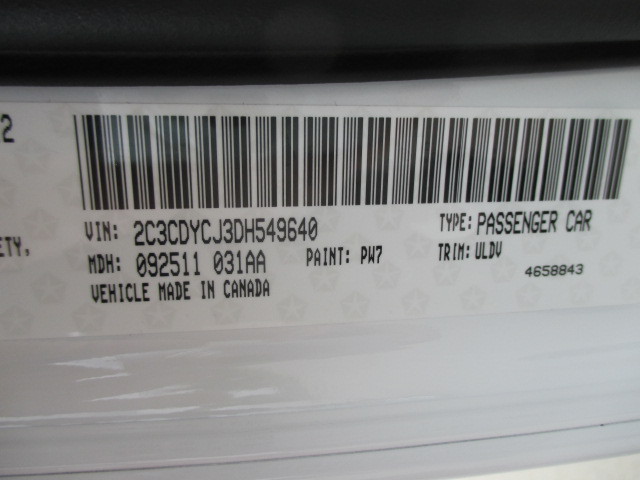 2
VIN: 2C3CDYCJ3DH549640 TYPE: PASSENGER CAR
ETY,
MDH: 092511 031AA PAINT: PW7 TRIM: ULDV
VEHICLE MADE IN CANADA 4658843